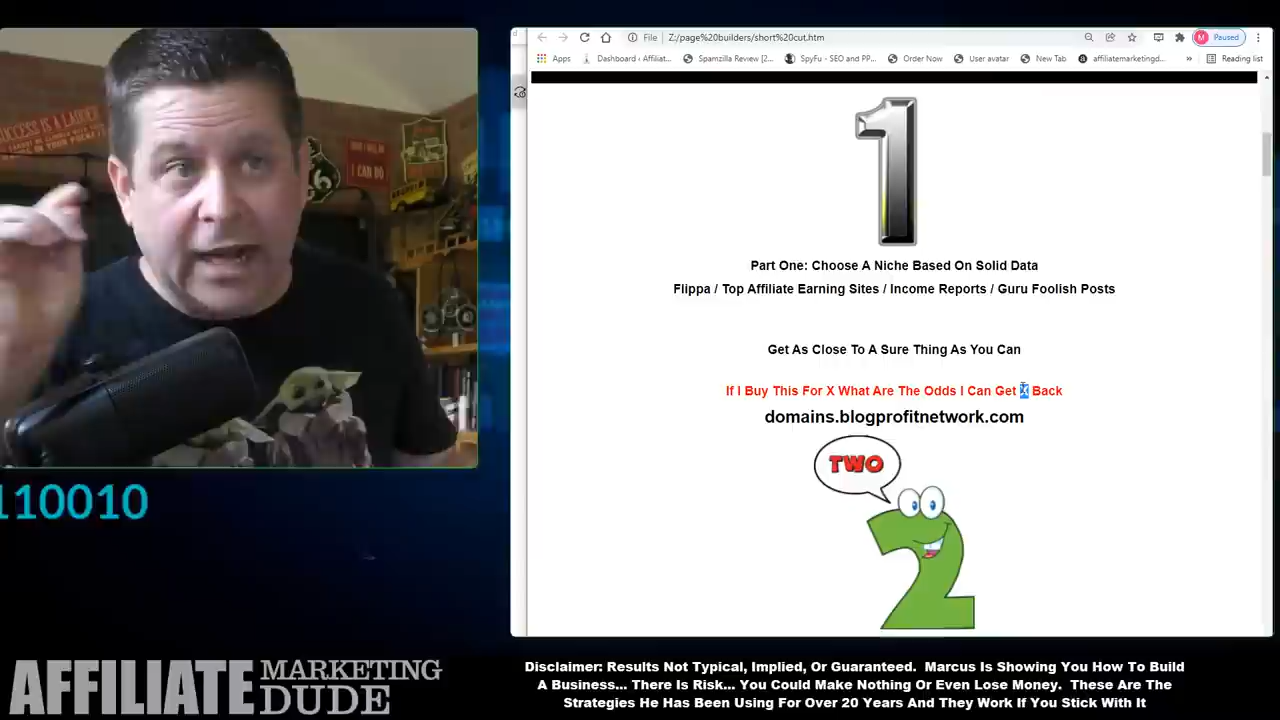 SUCCESS IS A LADDER
I CAN DO
File | Z:/page%20builders/short%20cut.htm
M Paused
Apps Dashboard ‹ Affiliat... Spamzilla Review [2... SpyFu - SEO and PP... Order Now User avatar New Tab affiliatemarketingd... » Reading list
1
Part One: Choose A Niche Based On Solid Data
Flippa / Top Affiliate Earning Sites / Income Reports / Guru Foolish Posts
Get As Close To A Sure Thing As You Can
If I Buy This For X What Are The Odds I Can Get X Back
domains.blogprofitnetwork.com
TWO
2
110010
AFFILIATE MARKETING DUDE
Disclaimer: Results Not Typical, Implied, Or Guaranteed. Marcus Is Showing You How To Build
A Business... There Is Risk... You Could Make Nothing Or Even Lose Money. These Are The
Strategies He Has Been Using For Over 20 Years And They Work If You Stick With It